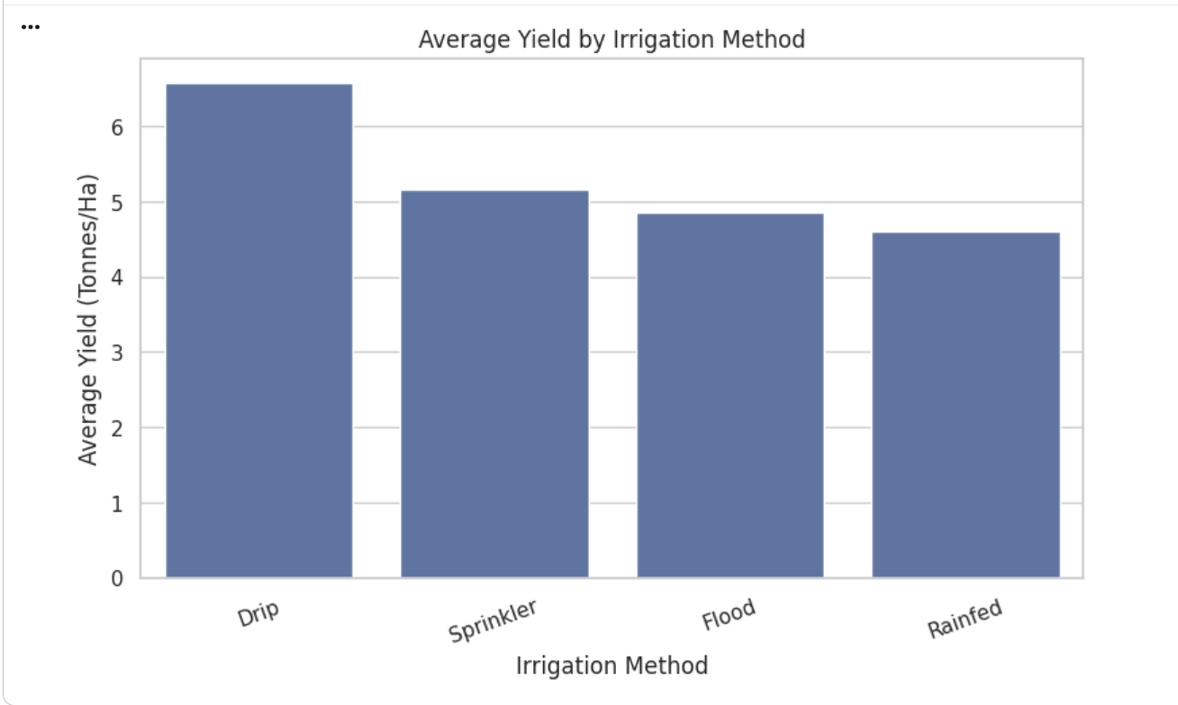 ...
Average Yield by Irrigation Method
Average Yield (Tonnes/Ha)
6
5
4
3
2
1
0
Drip Sprinkler Flood Rainfed
Irrigation Method